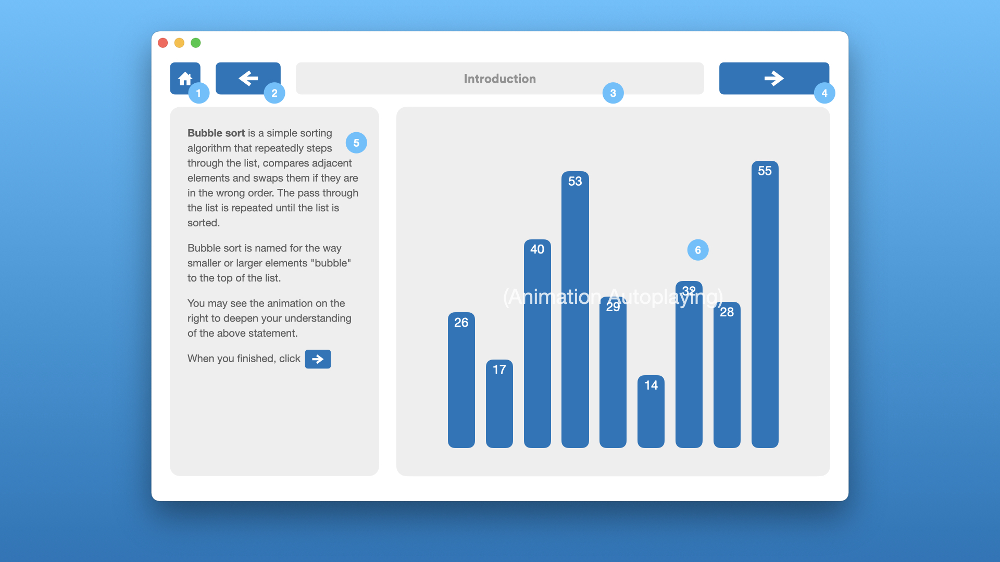 Introduction
1
2
3
4
Bubble sort is a simple sorting
algorithm that repeatedly steps
through the list, compares adjacent
elements and swaps them if they are
in the wrong order. The pass through
the list is repeated until the list is
sorted.
5
Bubble sort is named for the way
smaller or larger elements "bubble"
to the top of the list.
You may see the animation on the
right to deepen your understanding
of the above statement.
When you finished, click
55
53
40
6
32
(Animation Autoplaying)
29
28
26
17
14